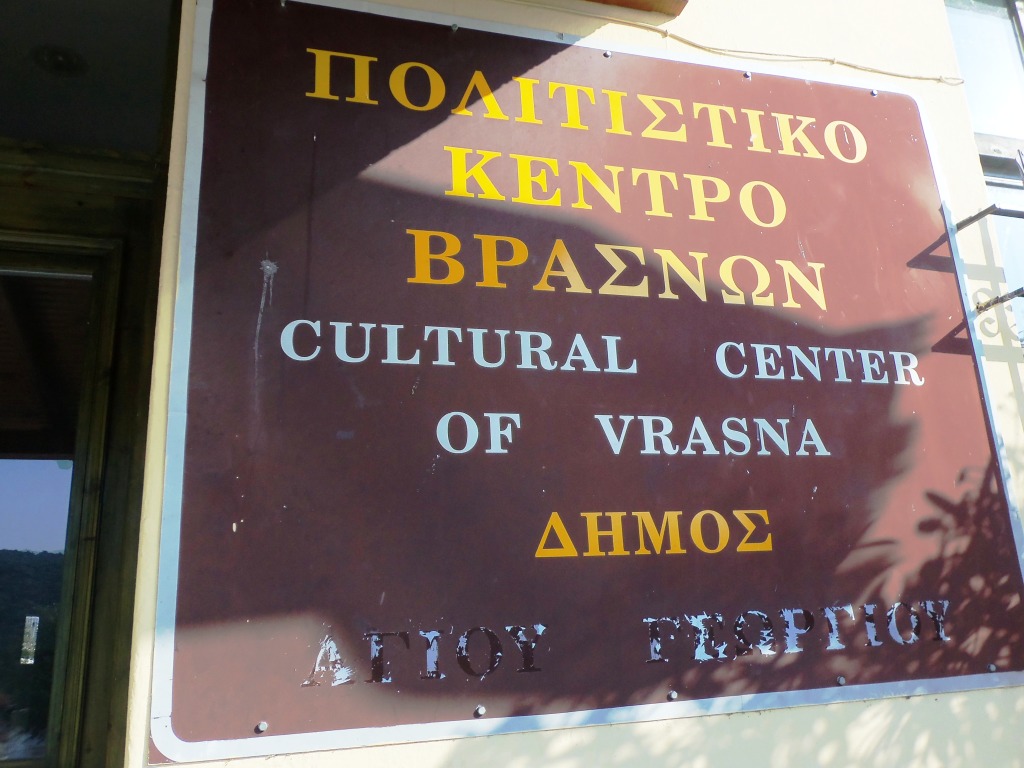 ΠΟΛΙΤΙΣΤΙΚΟ
ΚΕΝΤΡΟ
ΒΡΑΣΝΩΝ
CULTURAL CENTER
OF VRASNA
ΔΗΜΟΣ
ΑΓΙΟΥ ΓΕΩΡΓΙΟΥ